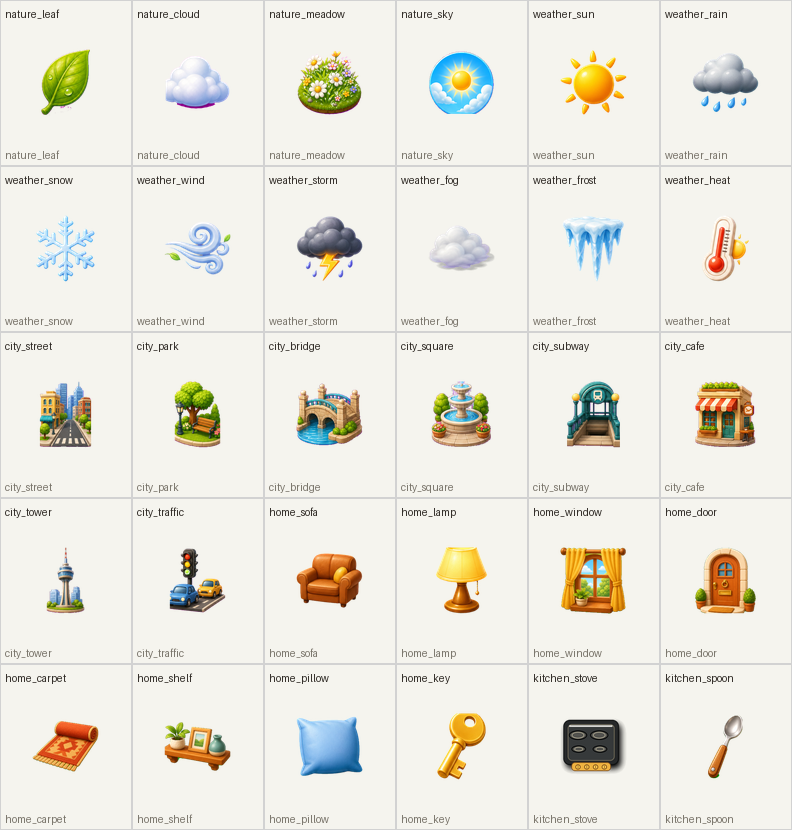 nature_leaf nature_cloud nature_meadow nature_sky weather_sun weather_rain
nature_leaf nature_cloud nature_meadow nature_sky weather_sun weather_rain
weather_snow weather_wind weather_storm weather_fog weather_frost weather_heat
weather_snow weather_wind weather_storm weather_fog weather_frost weather_heat
city_street city_park city_bridge city_square city_subway city_cafe
city_street city_park city_bridge city_square city_subway city_cafe
city_tower city_traffic home_sofa home_lamp home_window home_door
city_tower city_traffic home_sofa home_lamp home_window home_door
home_carpet home_shelf home_pillow home_key kitchen_stove kitchen_spoon
home_carpet home_shelf home_pillow home_key kitchen_stove kitchen_spoon